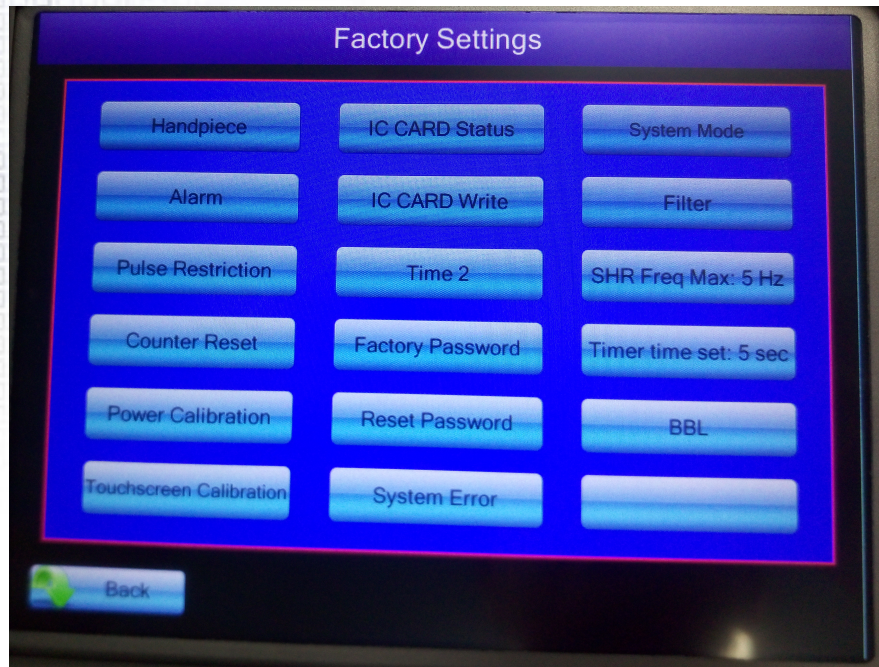 Factory Settings
Handpiece
IC CARD Status
System Mode
Alarm
IC CARD Write
Filter
Pulse Restriction
Time 2
SHR Freq Max: 5 Hz
Counter Reset
Factory Password
Timer time set: 5 sec
Power Calibration
Reset Password
BBL
Touchscreen Calibration
System Error
Back